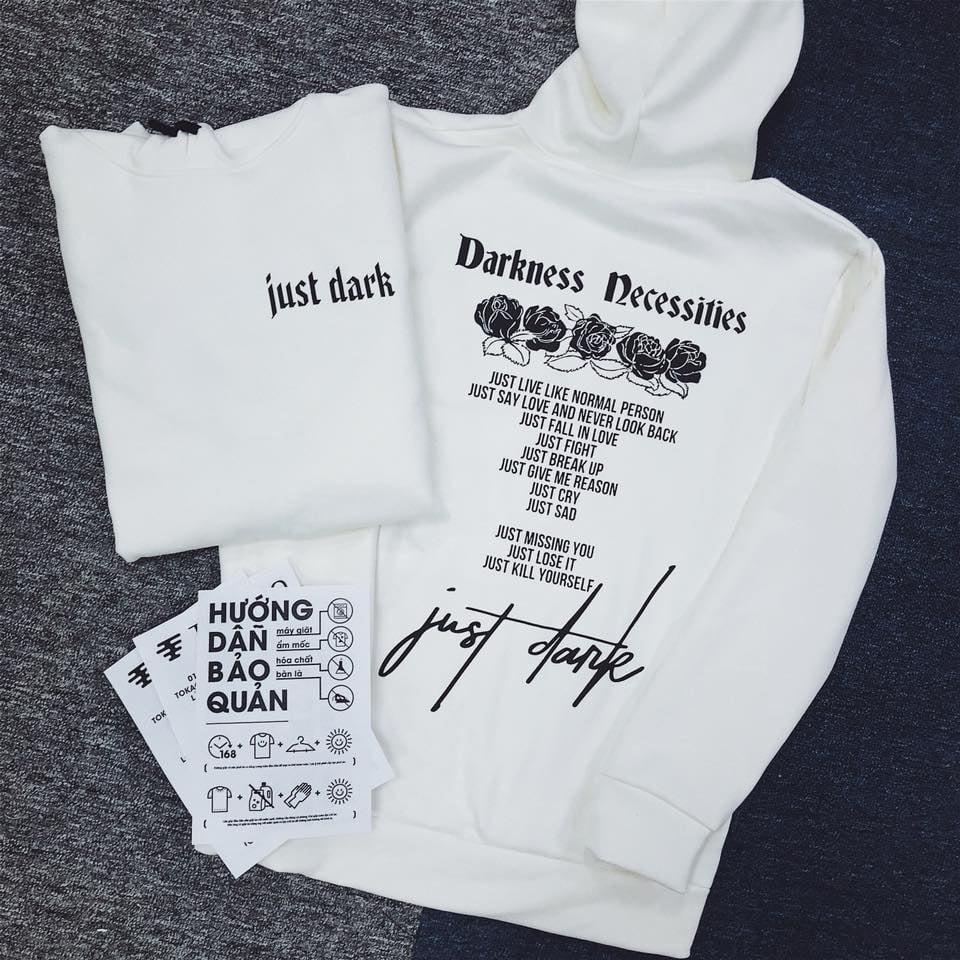 just dark
Darkness Necessities
JUST LIVE LIKE NORMAL PERSON
JUST SAY LOVE AND NEVER LOOK BACK
JUST FALL IN LOVE
JUST FIGHT
JUST BREAK UP
JUST GIVE ME REASON
JUST CRY
JUST SAD
JUST MISSING YOU
JUST LOSE IT
JUST KILL YOURSELF
just dark
HƯỚNG
DẪN
BẢO
QUẢN
máy giặt
ẩm mốc
hóa chất
bàn là
168